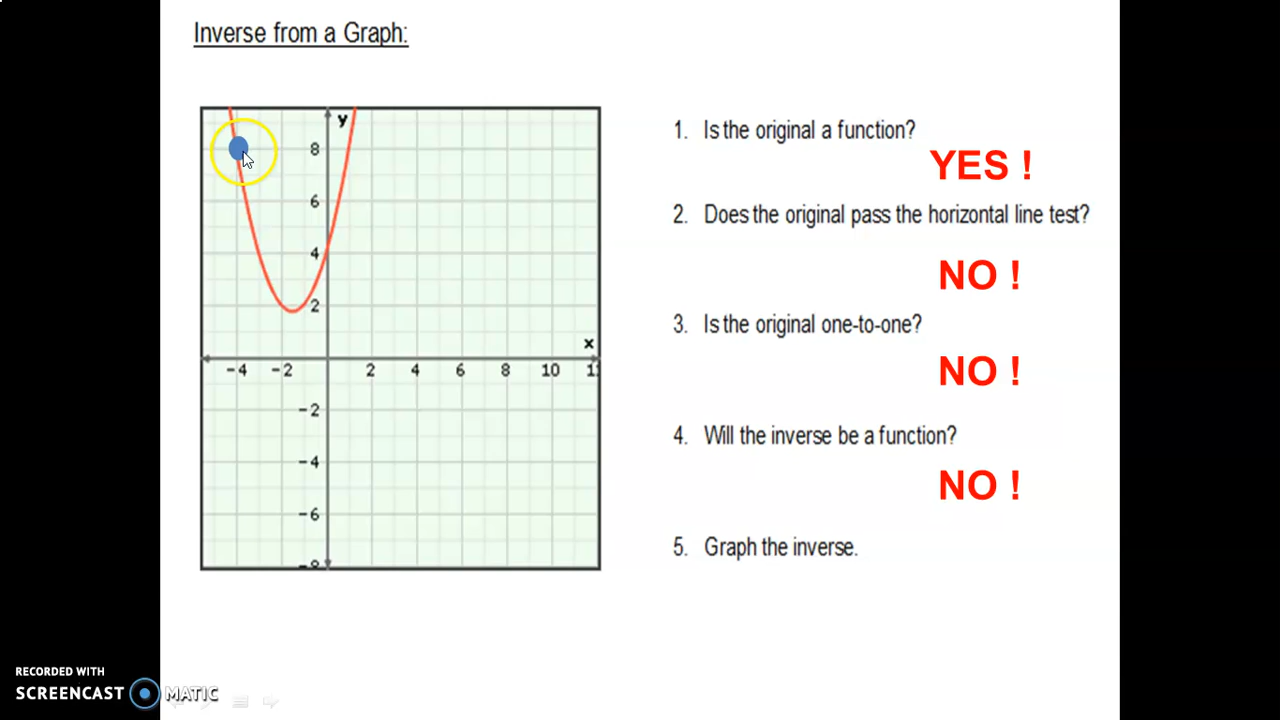 Inverse from a Graph:
y
8
6
4
2
x
-4 -2 2 4 6 8 10 1
-2
-4
-6
-8
1. Is the original a function?
YES !
2. Does the original pass the horizontal line test?
NO !
3. Is the original one-to-one?
NO !
4. Will the inverse be a function?
NO !
5. Graph the inverse.
RECORDED WITH
SCREENCAST MATIC